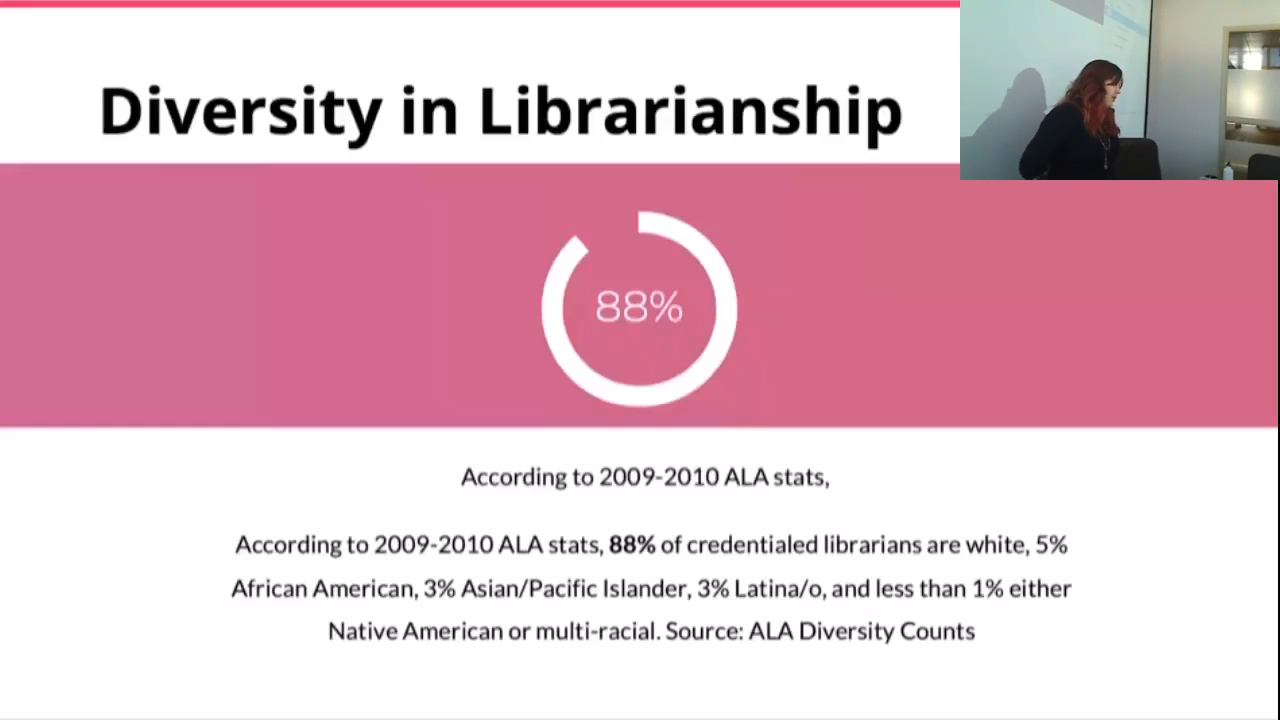 Diversity in Librarianship
88%
According to 2009-2010 ALA stats,
According to 2009-2010 ALA stats, 88% of credentialed librarians are white, 5%
African American, 3% Asian/Pacific Islander, 3% Latina/o, and less than 1% either
Native American or multi-racial. Source: ALA Diversity Counts